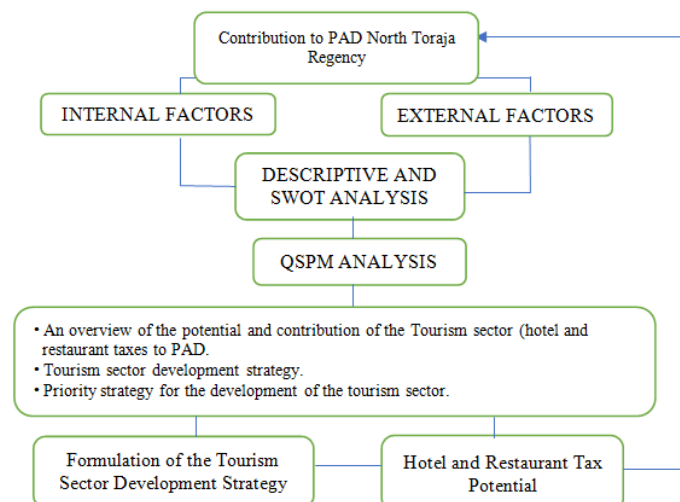 Contribution to PAD North Toraja
Regency
INTERNAL FACTORS
EXTERNAL FACTORS
DESCRIPTIVE AND
SWOT ANALYSIS
QSPM ANALYSIS
• An overview of the potential and contribution of the Tourism sector (hotel and
restaurant taxes to PAD.
• Tourism sector development strategy.
• Priority strategy for the development of the tourism sector.
Formulation of the Tourism
Sector Development Strategy
Hotel and Restaurant Tax
Potential